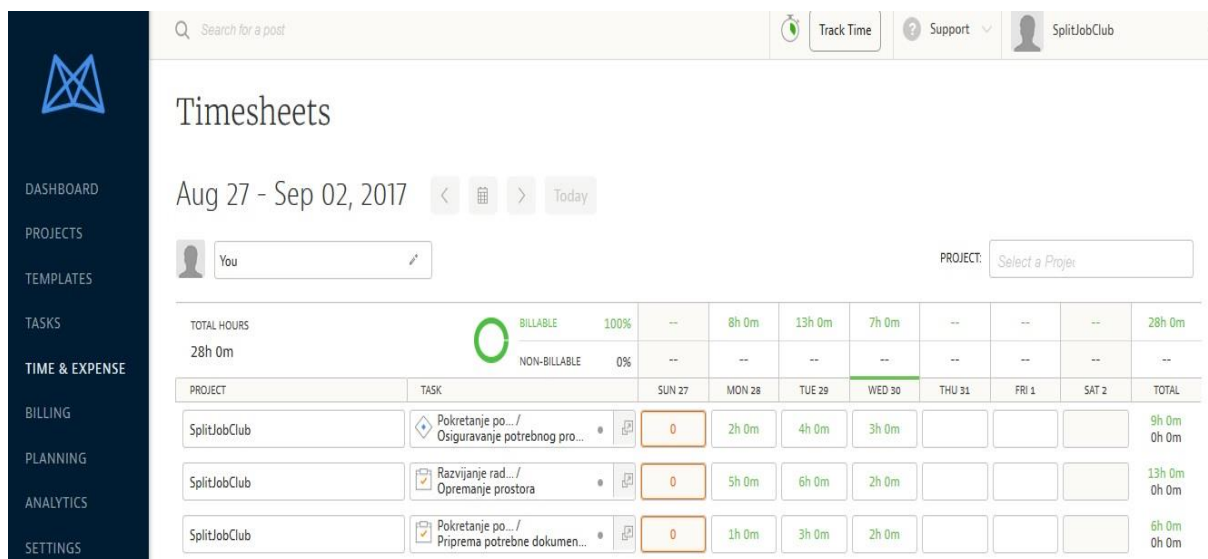 Search for a post
Track Time
Support
SplitJobClub
Timesheets
Aug 27 - Sep 02, 2017
Today
You
PROJECT:
Select a Projec
DASHBOARD
PROJECTS
TEMPLATES
TASKS
TIME & EXPENSE
BILLING
PLANNING
ANALYTICS
SETTINGS
TOTAL HOURS
28h 0m
BILLABLE 100% -- 8h 0m 13h 0m 7h 0m -- -- -- 28h 0m
NON-BILLABLE 0% -- -- -- -- -- -- -- --
PROJECT TASK SUN 27 MON 28 TUE 29 WED 30 THU 31 FRI 1 SAT 2 TOTAL
SplitJobClub
Pokretanje po... /
Osiguravanje potrebnog pro...
0 2h 0m 4h 0m 3h 0m
9h 0m
0h 0m
SplitJobClub
Razvijanje rad... /
Opremanje prostora
0 5h 0m 6h 0m 2h 0m
13h 0m
0h 0m
SplitJobClub
Pokretanje po... /
Priprema potrebne dokumen...
0 1h 0m 3h 0m 2h 0m
6h 0m
0h 0m